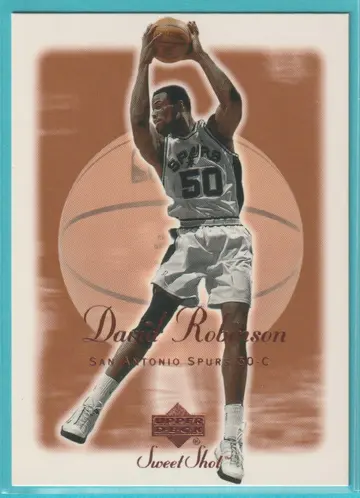 SPURS
50
David Robinson
SAN ANTONIO SPURS 50-C
UPPER
DECK
®
Sweet Shot